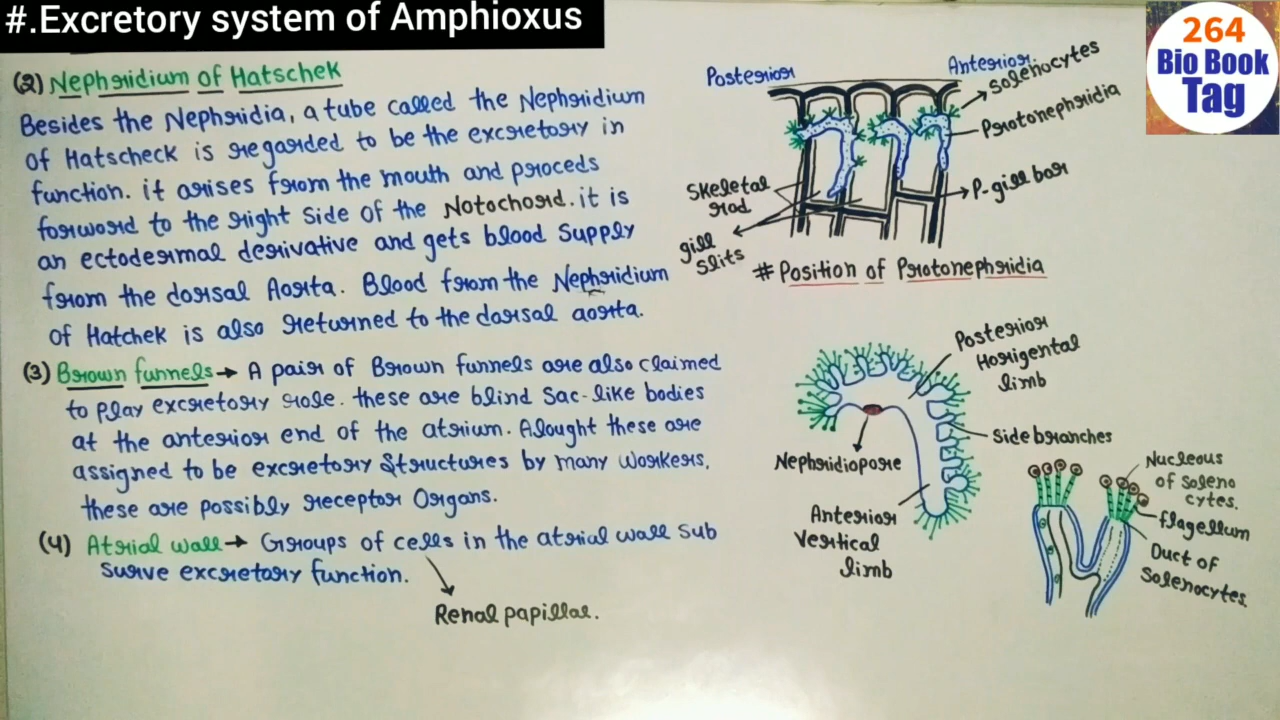 #.Excretory system of Amphioxus
264
Bio Book
Tag
(2) Nephridium of Hatschek
Besides the Nephridia, a tube called the Nephridium
of Hatscheck is regarded to be the excretory in
function. it arises from the mouth and proceds
forword to the right side of the Notochord. it is
an ectodermal derivative and gets blood supply
from the dorsal Aorta. Blood from the Nephridium
of Hatchek is also returned to the dorsal aorta.
(3) Brown funnels → A pair of Brown funnels are also claimed
to play excretory role. these are blind Sac-like bodies
at the anterior end of the atrium. Alought these are
assigned to be excretory Structures by many workers,
these are possibly receptor Organs.
(4) Atrial wall → Groups of cells in the atrial wall sub
surve excretory function.
Renal papillae.
Posterior
Anterior
Solenocytes
Protonephridia
P-gill bar
Skeletal
rod
gill
slits
# Position of Protonephridia
Posterior
Horigental
limb
Side branches
Nephridiopore
Anterior
Vertical
limb
Nucleous
of Soleno
cytes.
flagellum
Duct of
Solenocytes.